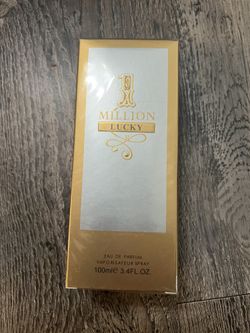 1
MILLION
LUCKY
EAU DE PARFUM
VAPORISATEUR SPRAY
100ml℮ 3.4FL.OZ.